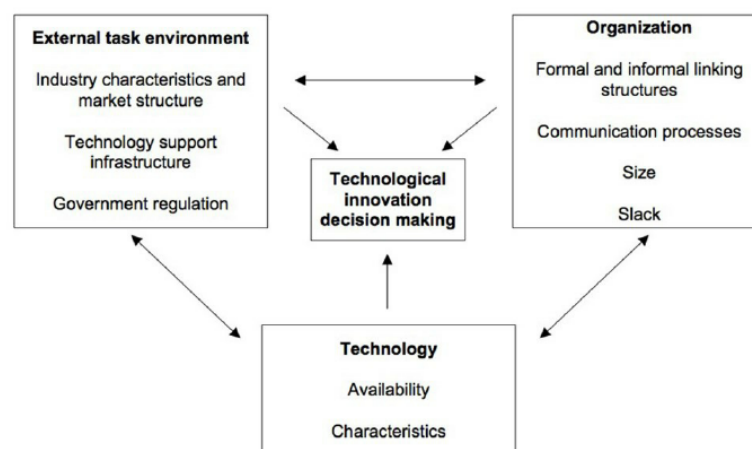 External task environment
Industry characteristics and
market structure
Technology support
infrastructure
Government regulation
Organization
Formal and informal linking
structures
Communication processes
Size
Slack
Technological
innovation
decision making
Technology
Availability
Characteristics